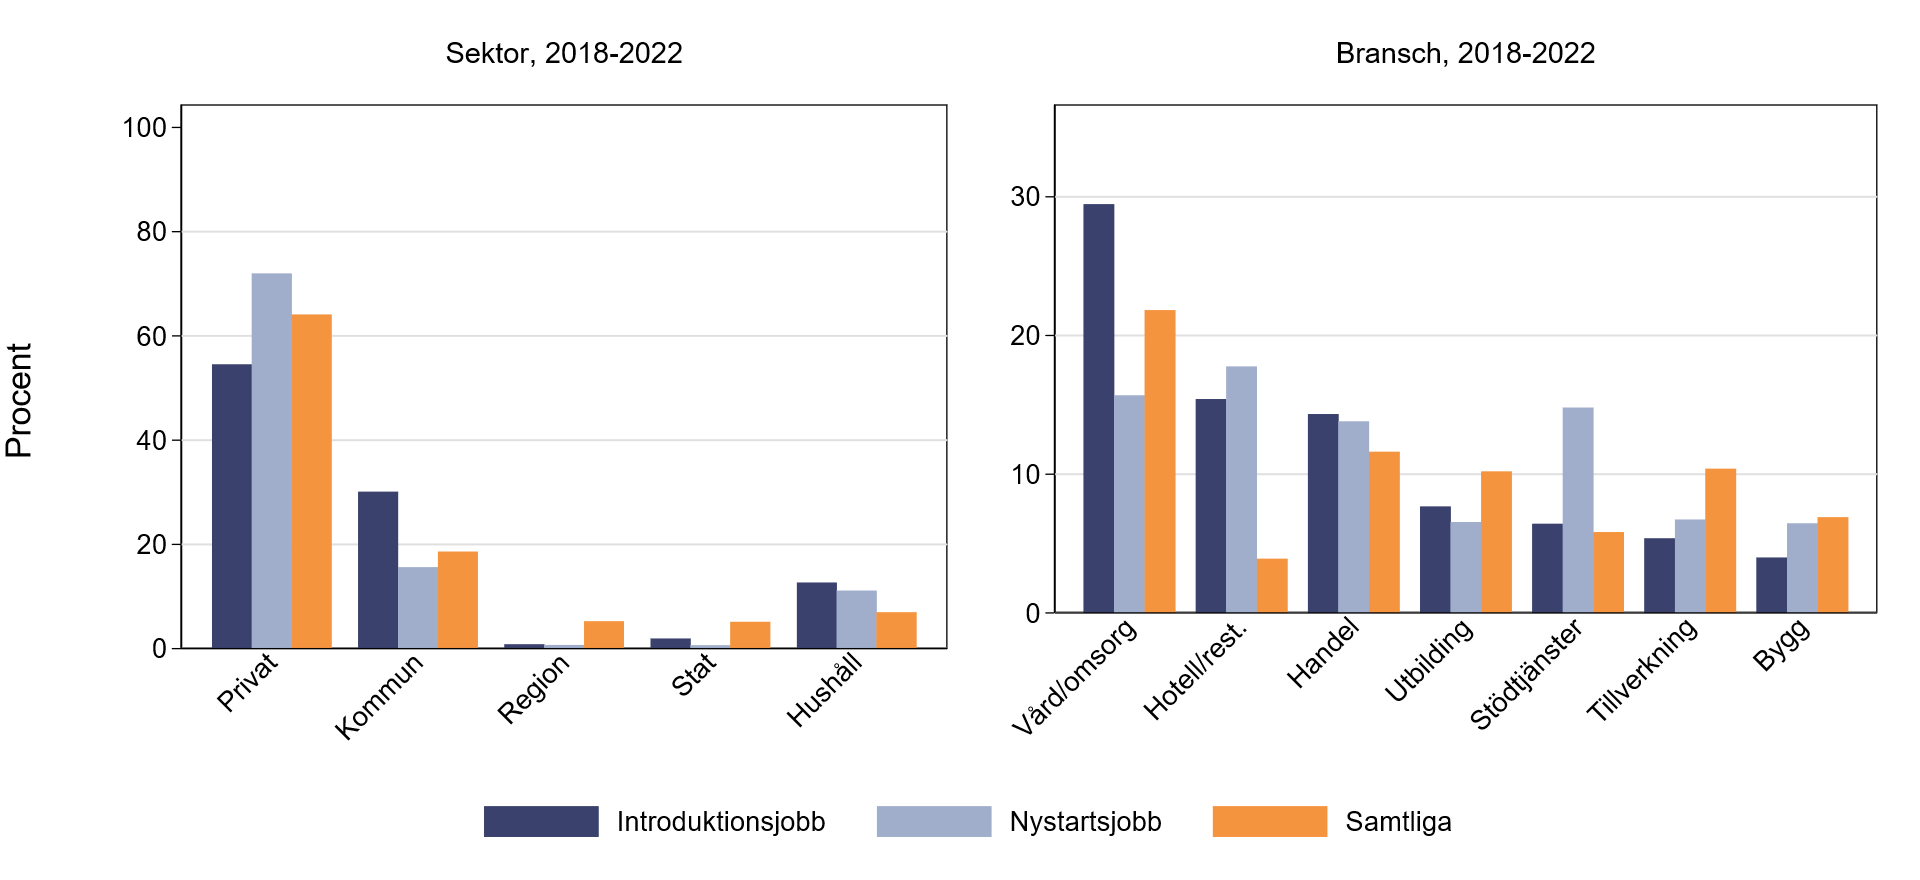 Sektor, 2018-2022
Bransch, 2018-2022
Procent
100
80
60
40
20
0
Privat
Kommun
Region
Stat
Hushåll
30
20
10
0
Vård/omsorg
Hotell/rest.
Handel
Utbilding
Stödtjänster
Tillverkning
Bygg
Introduktionsjobb
Nystartsjobb
Samtliga